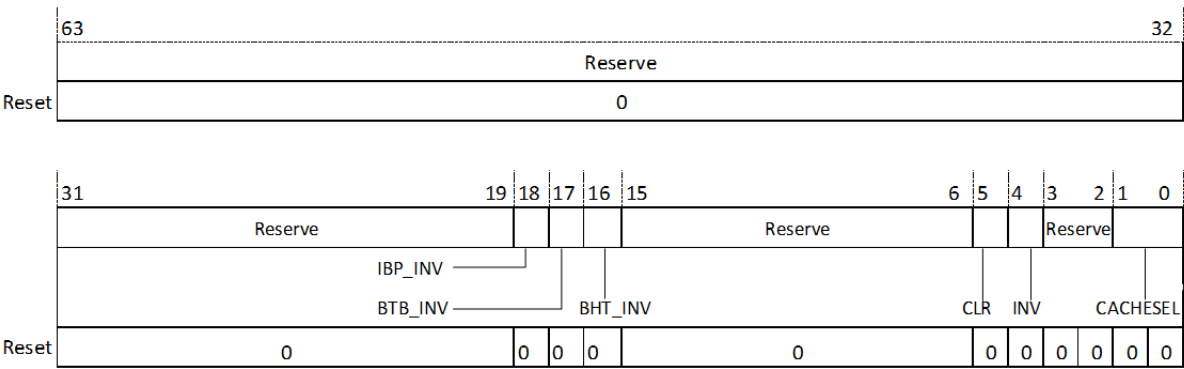 63 32
Reserve
Reset 0
31 19 18 17 16 15 6 5 4 3 2 1 0
Reserve Reserve Reserve
IBP_INV
BTB_INV BHT_INV CLR INV CACHESEL
Reset 0 0 0 0 0 0 0 0 0 0 0